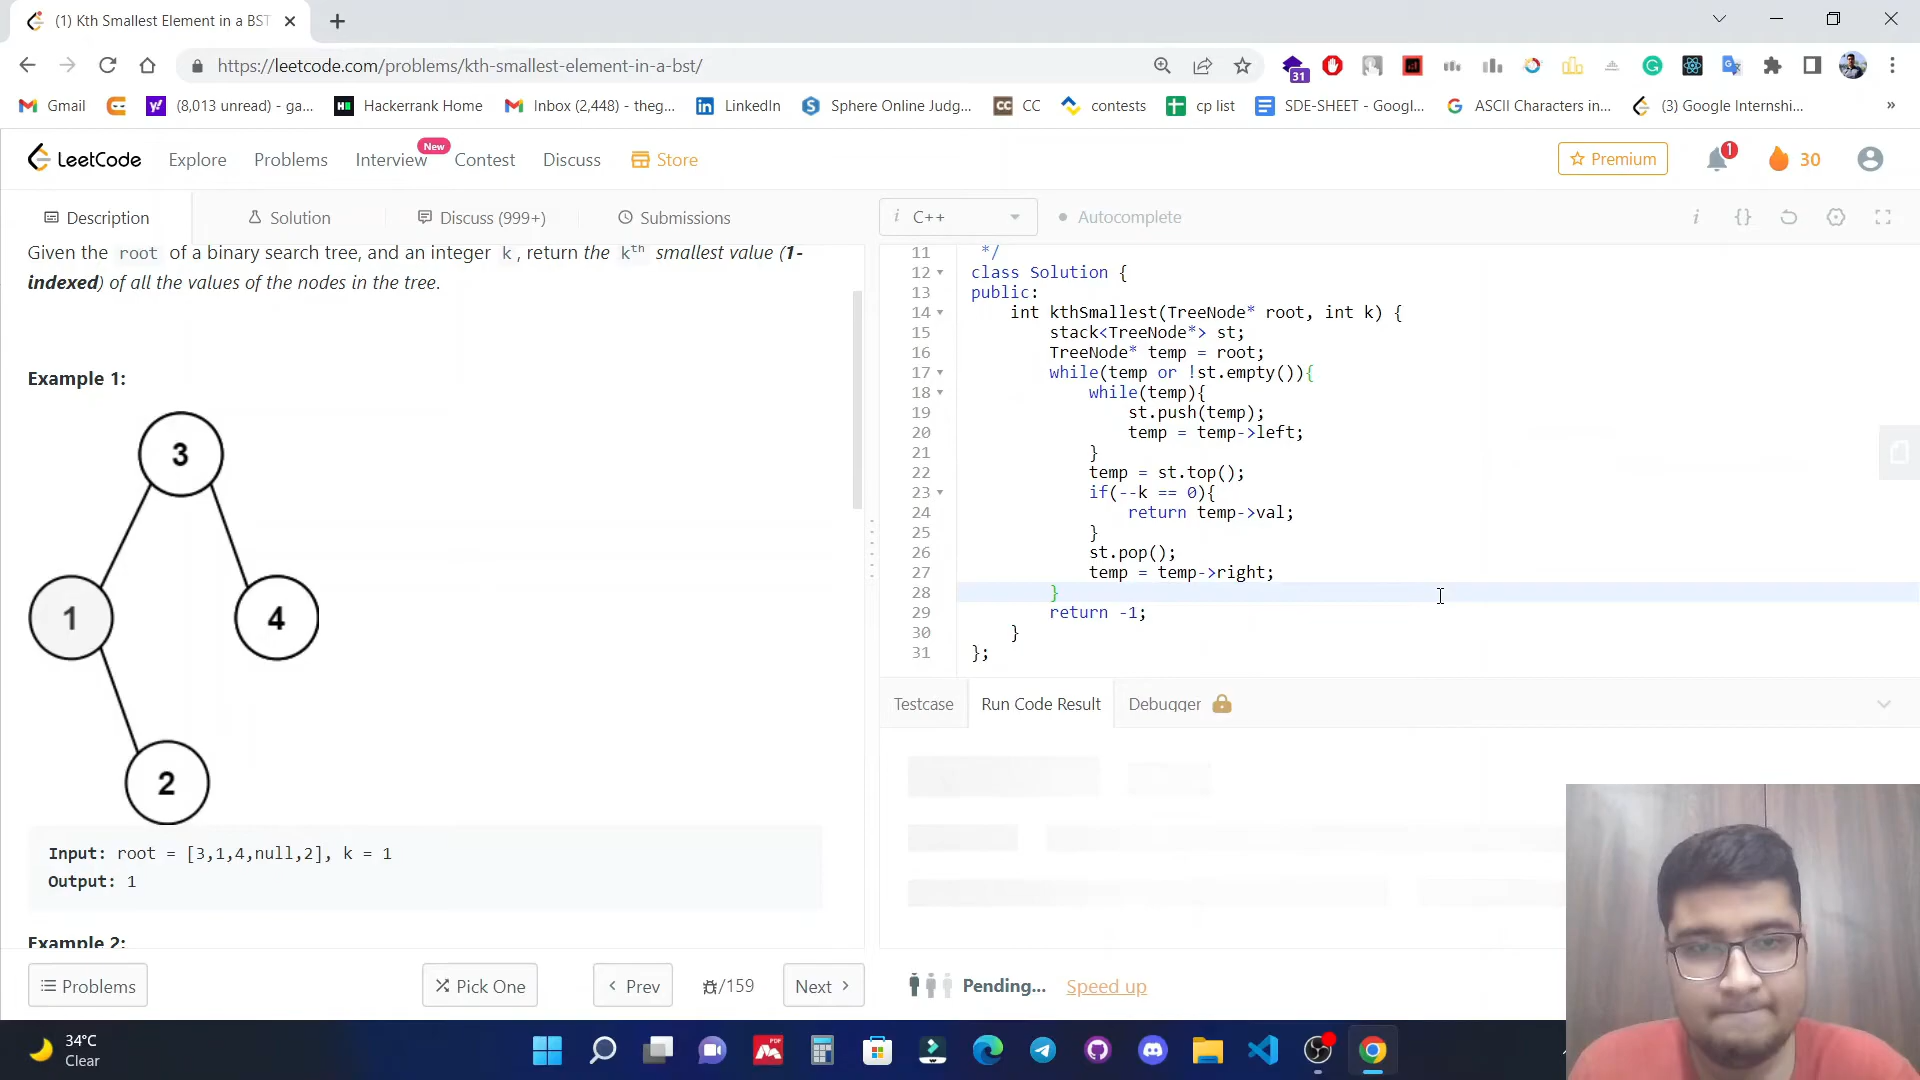 (1) Kth Smallest Element in a BST
https://leetcode.com/problems/kth-smallest-element-in-a-bst/
31
Gmail
(8,013 unread) - ga...
Hackerrank Home
Inbox (2,448) - theg...
LinkedIn
Sphere Online Judg...
CC
CC
contests
cp list
SDE-SHEET - Googl...
ASCII Characters in...
(3) Google Internshi...
»
LeetCode
Explore
Problems
Interview
New
Contest
Discuss
Store
Premium
1
30
Description
Solution
Discuss (999+)
Submissions
i C++
Autocomplete
Given the root of a binary search tree, and an integer k, return the kth smallest value (1-
indexed) of all the values of the nodes in the tree.
Example 1:
3
1
4
2
Input: root = [3,1,4,null,2], k = 1
Output: 1
Example 2:
11 */
12 class Solution {
13 public:
14 int kthSmallest(TreeNode* root, int k) {
15 stack<TreeNode*> st;
16 TreeNode* temp = root;
17 while(temp or !st.empty()){
18 while(temp){
19 st.push(temp);
20 temp = temp->left;
21 }
22 temp = st.top();
23 if(--k == 0){
24 return temp->val;
25 }
26 st.pop();
27 temp = temp->right;
28 }
29 return -1;
30 }
31 };
Testcase
Run Code Result
Debugger
Problems
Pick One
Prev
/159
Next
Pending...
Speed up
34°C
Clear